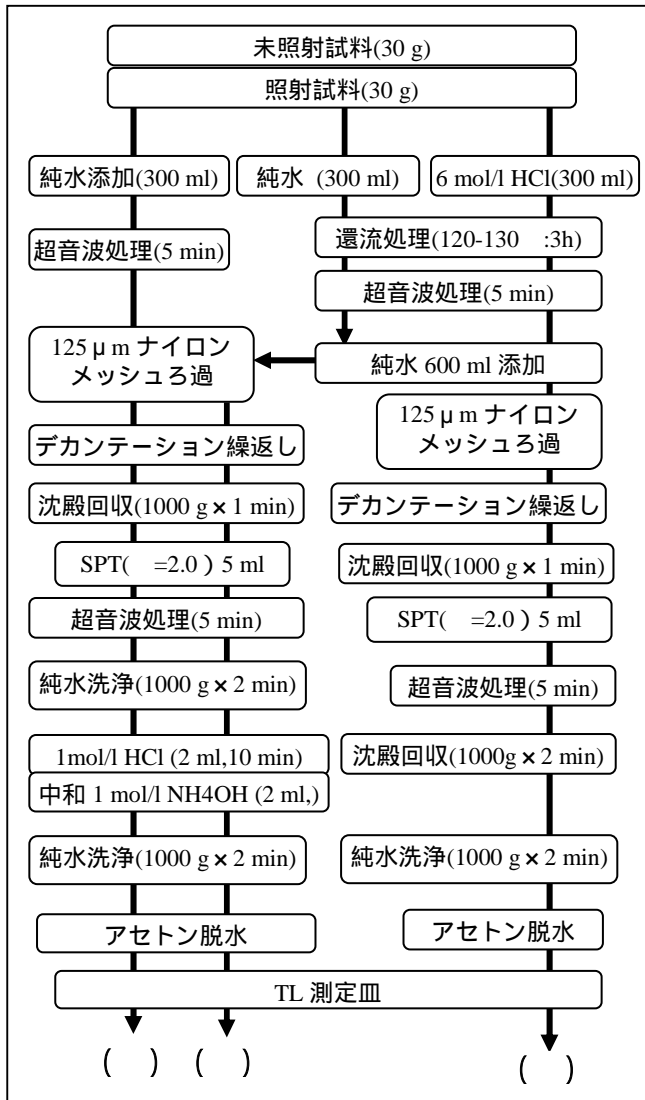 未照射試料(30 g)
照射試料(30 g)
純水添加(300 ml)
純水 (300 ml)
6 mol/l HCl(300 ml)
超音波処理(5 min)
還流処理(120-130 :3h)
超音波処理(5 min)
純水 600 ml 添加
125μm ナイロン
メッシュろ過
デカンテーション繰返し
沈殿回収(1000 g×1 min)
SPT( =2.0 ) 5 ml
超音波処理(5 min)
純水洗浄(1000 g×2 min)
1mol/l HCl (2 ml,10 min)
中和 1 mol/l NH4OH (2 ml,)
純水洗浄(1000 g×2 min)
アセトン脱水
125μm ナイロン
メッシュろ過
デカンテーション繰返し
沈殿回収(1000 g×1 min)
SPT( =2.0 ) 5 ml
超音波処理(5 min)
沈殿回収(1000g×2 min)
純水洗浄(1000 g×2 min)
アセトン脱水
TL 測定皿
( ) ( ) ( )